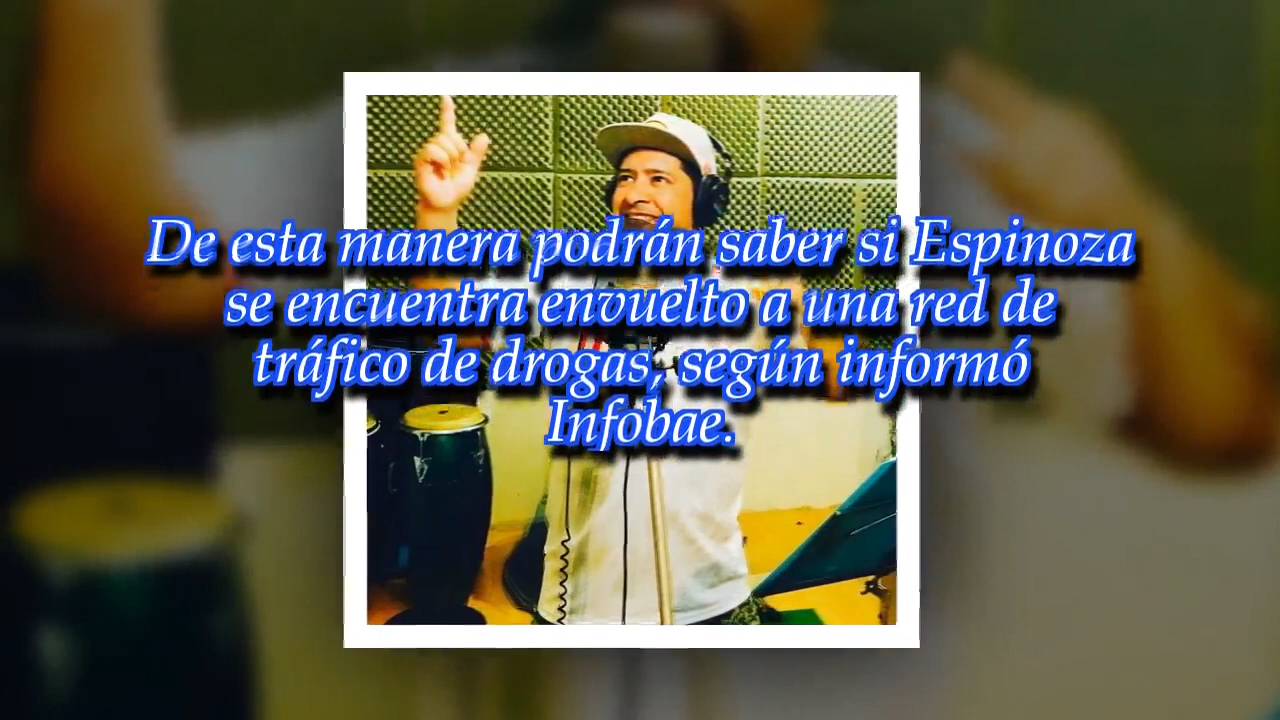 De esta manera podrán saber si Espinoza
se encuentra envuelto a una red de
tráfico de drogas, según informó
Infobae.